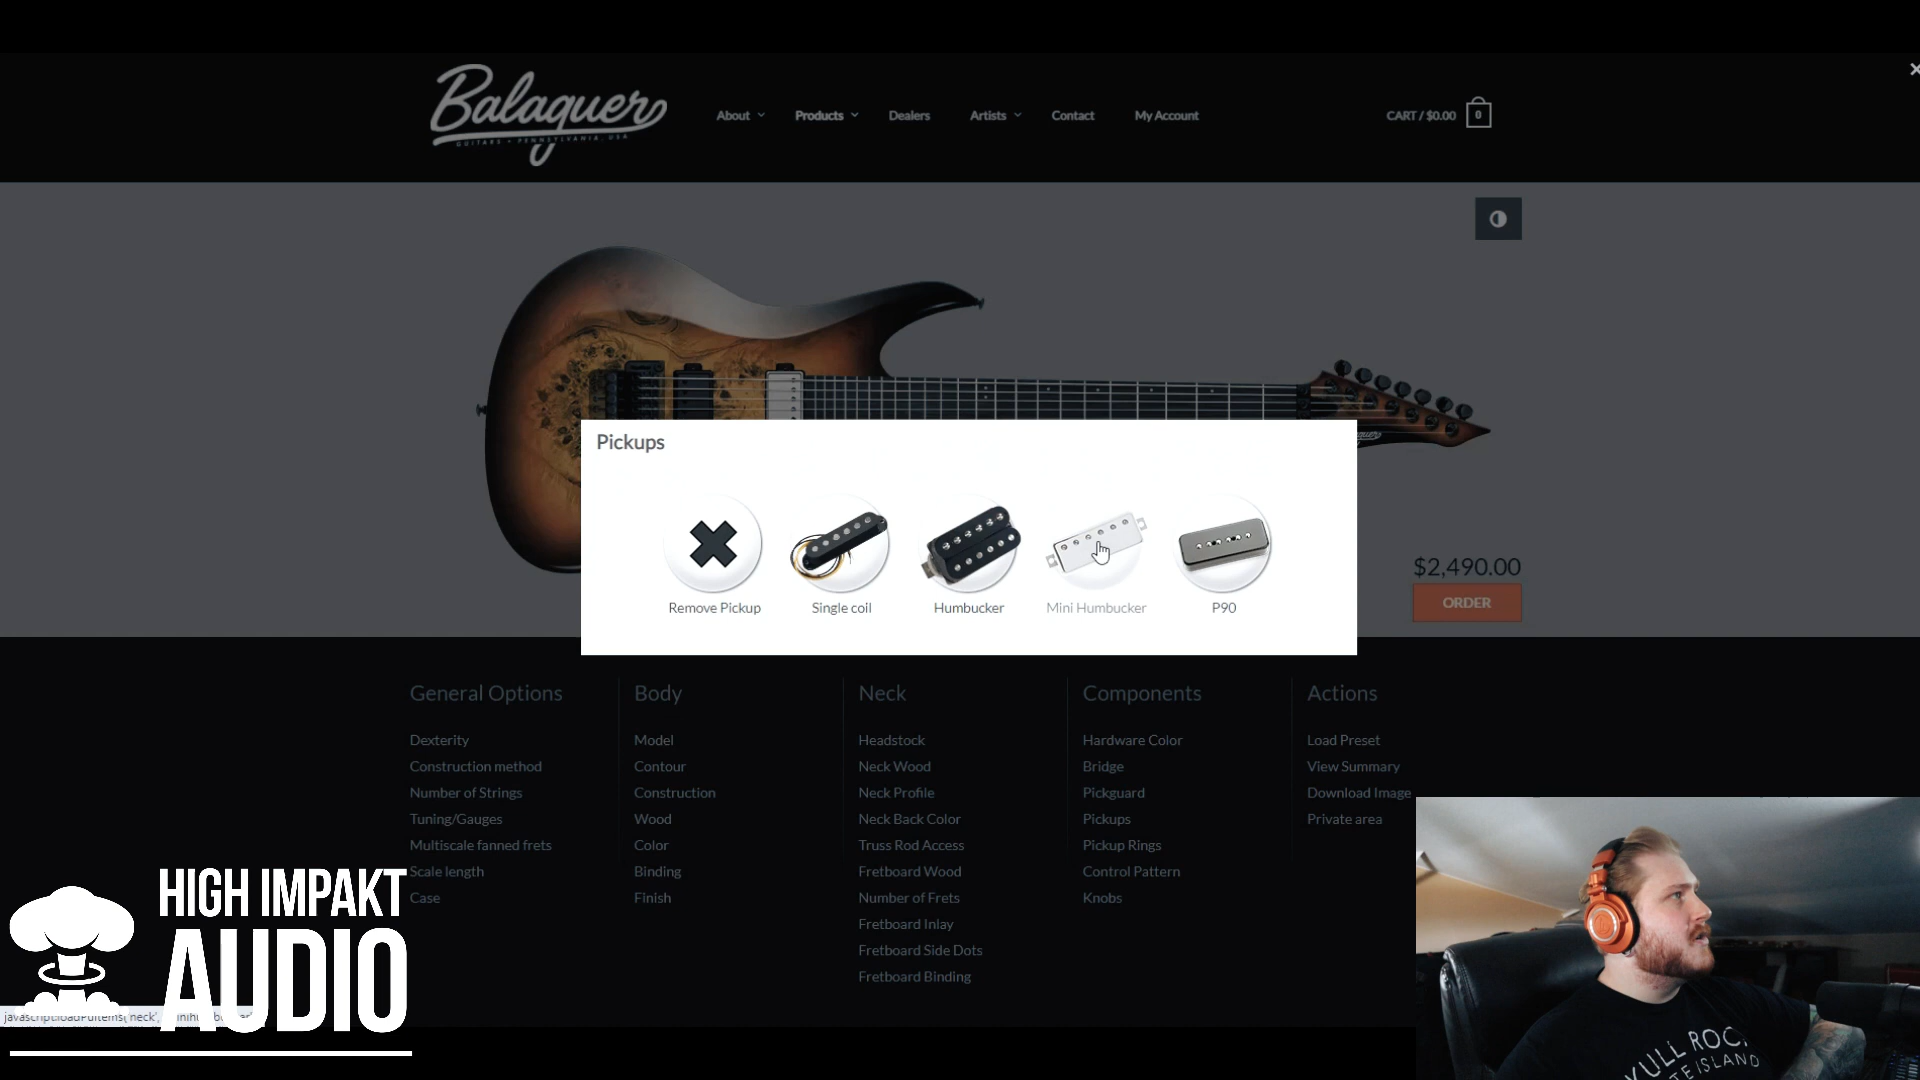 Balaguer
GUITARS • PENNSYLVANIA, USA
About
Products
Dealers
Artists
Contact
My Account
CART / $0.00
0
Pickups
Remove Pickup
Single coil
Humbucker
Mini Humbucker
P90
$2,490.00
ORDER
General Options
Dexterity
Construction method
Number of Strings
Tuning/Gauges
Multiscale fanned frets
Scale length
Case
Body
Model
Contour
Construction
Wood
Color
Binding
Finish
Neck
Headstock
Neck Wood
Neck Profile
Neck Back Color
Truss Rod Access
Fretboard Wood
Number of Frets
Fretboard Inlay
Fretboard Side Dots
Fretboard Binding
Components
Hardware Color
Bridge
Pickguard
Pickups
Pickup Rings
Control Pattern
Knobs
Actions
Load Preset
View Summary
Download Image
Private area
HIGH IMPAKT
AUDIO